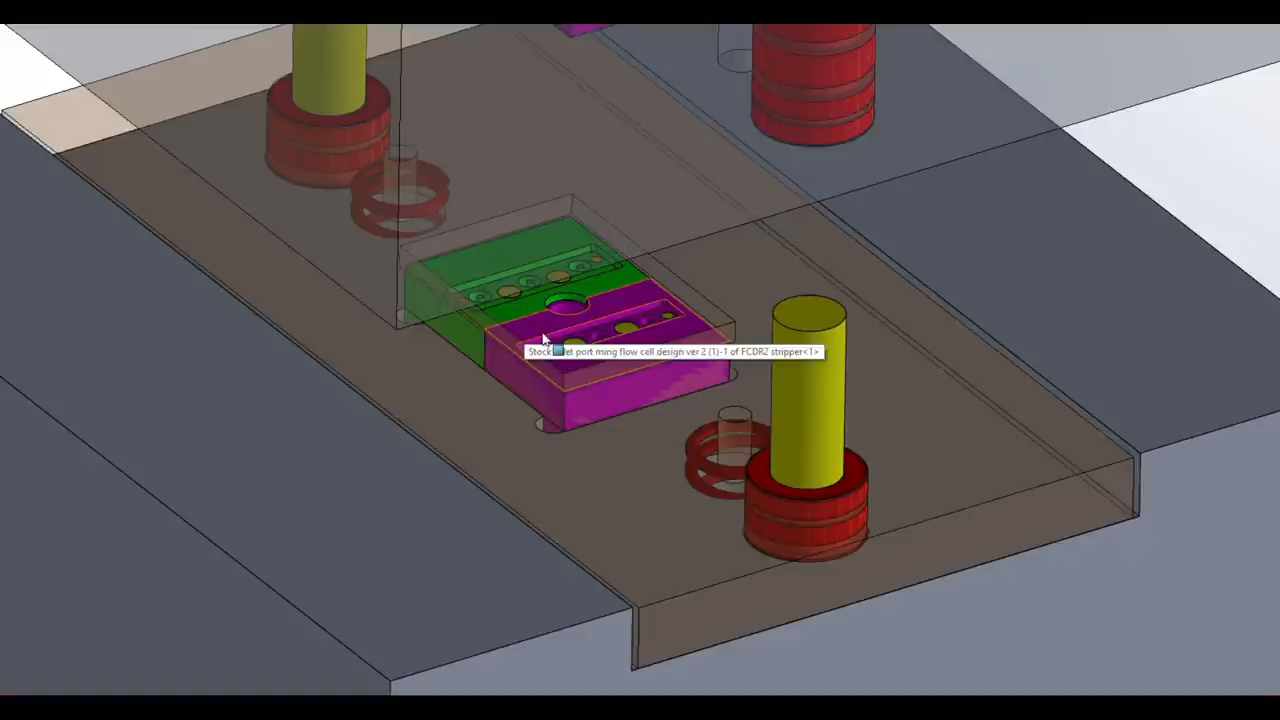 Stock et port ming flow cell design ver 2 (1)-1 of FCDR2 stripper<1>